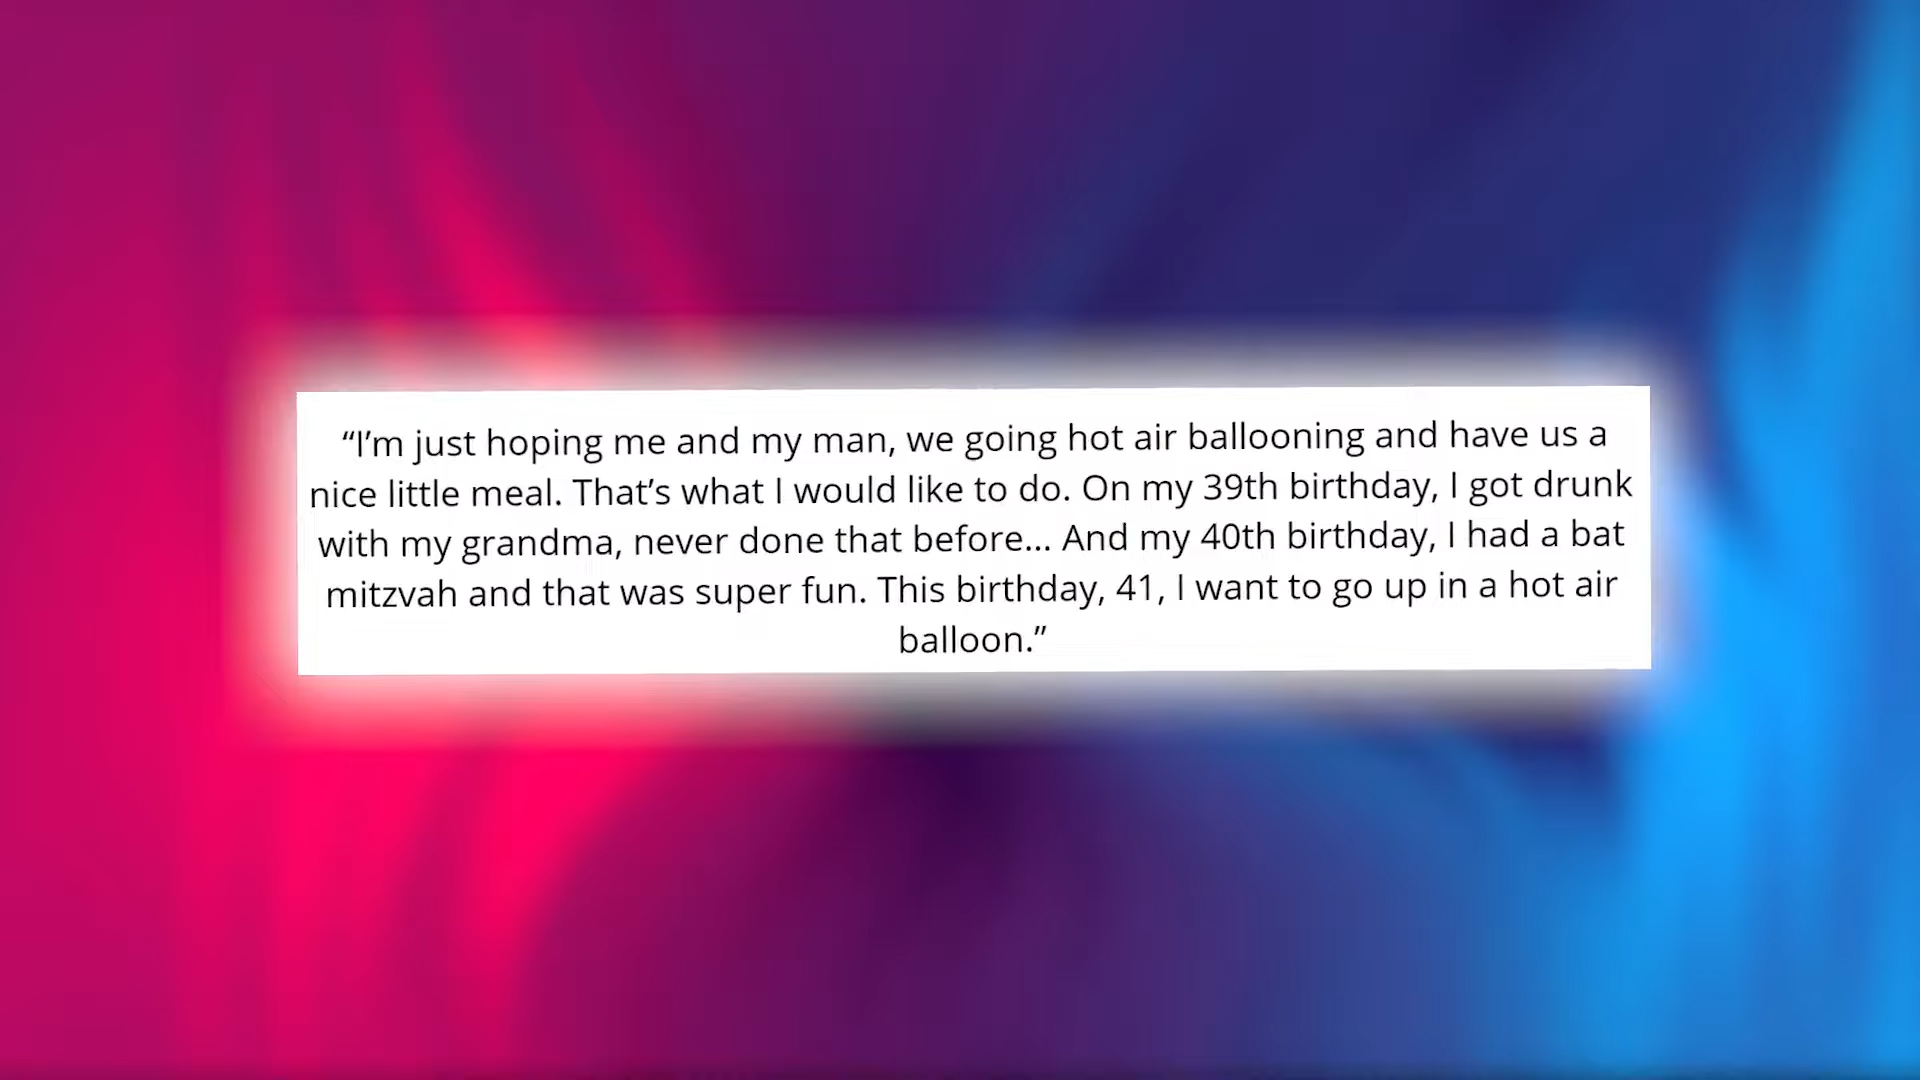 “I’m just hoping me and my man, we going hot air ballooning and have us a
nice little meal. That’s what I would like to do. On my 39th birthday, I got drunk
with my grandma, never done that before... And my 40th birthday, I had a bat
mitzvah and that was super fun. This birthday, 41, I want to go up in a hot air
balloon.”